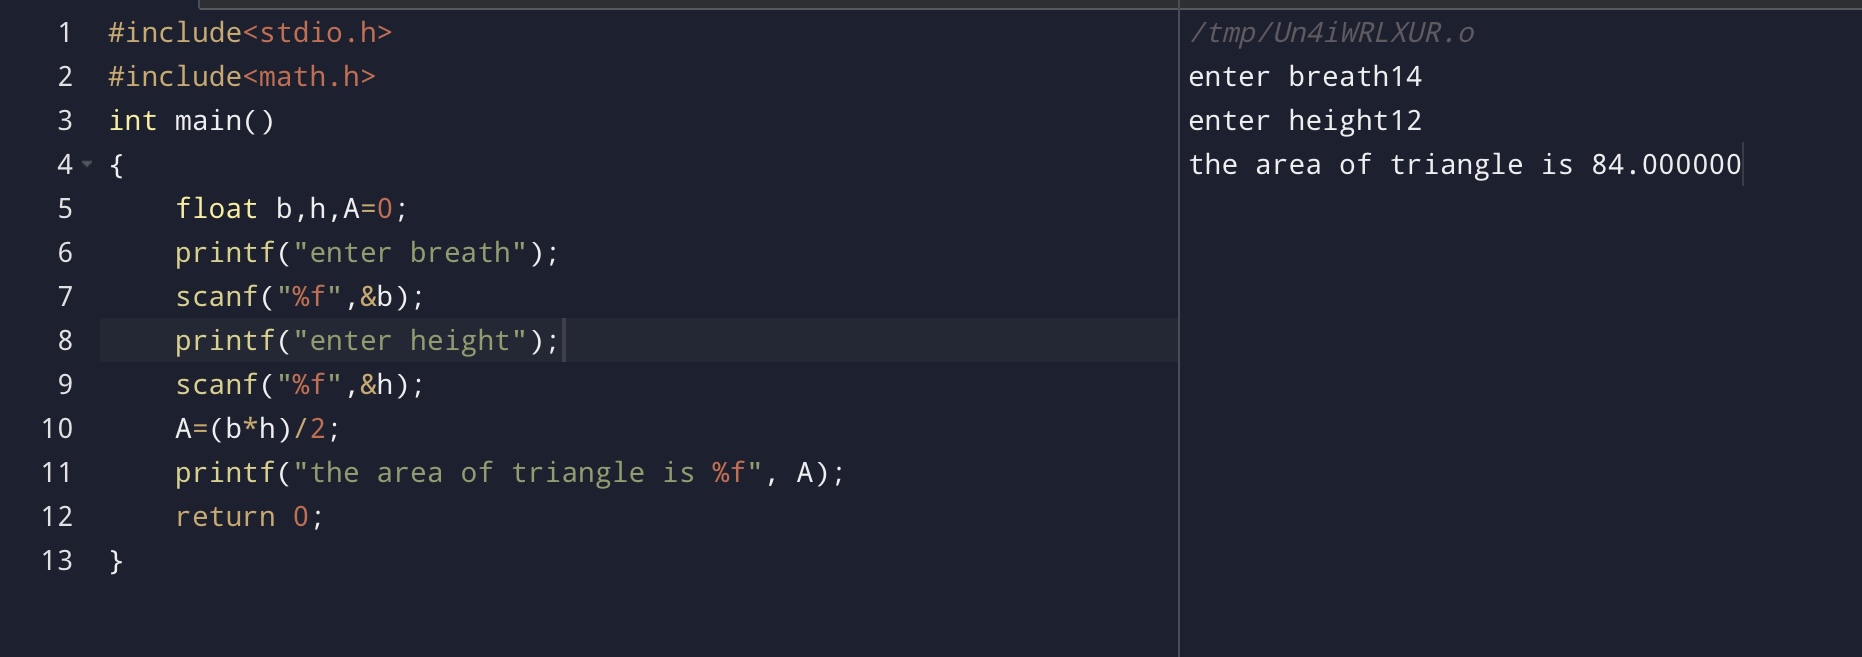 1 #include<stdio.h>
2 #include<math.h>
3 int main()
4 {
5 float b,h,A=0;
6 printf("enter breath");
7 scanf("%f",&b);
8 printf("enter height");
9 scanf("%f",&h);
10 A=(b*h)/2;
11 printf("the area of triangle is %f", A);
12 return 0;
13 }
/tmp/Un4iWRLXUR.o
enter breath14
enter height12
the area of triangle is 84.000000